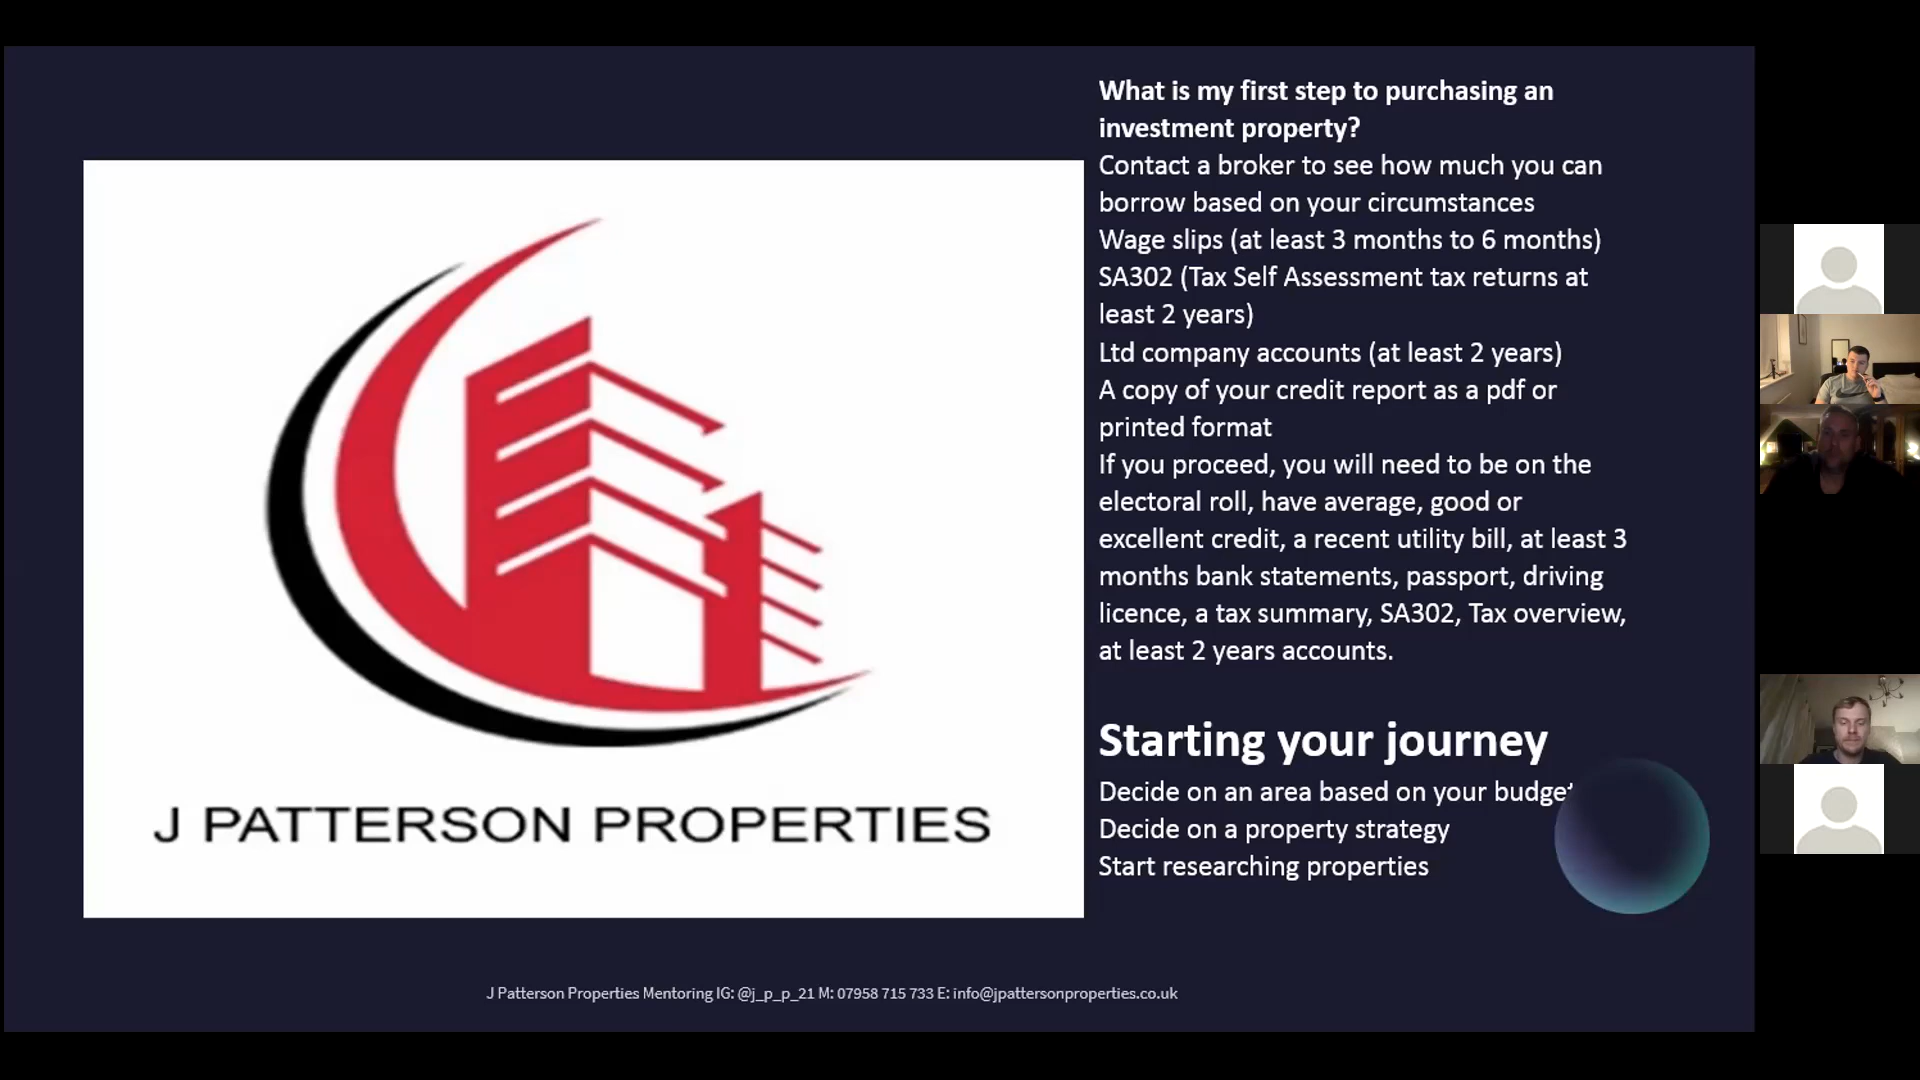 What is my first step to purchasing an
investment property?
Contact a broker to see how much you can
borrow based on your circumstances
Wage slips (at least 3 months to 6 months)
SA302 (Tax Self Assessment tax returns at
least 2 years)
Ltd company accounts (at least 2 years)
A copy of your credit report as a pdf or
printed format
If you proceed, you will need to be on the
electoral roll, have average, good or
excellent credit, a recent utility bill, at least 3
months bank statements, passport, driving
licence, a tax summary, SA302, Tax overview,
at least 2 years accounts.
Starting your journey
Decide on an area based on your budget
Decide on a property strategy
Start researching properties
J PATTERSON PROPERTIES
J Patterson Properties Mentoring IG: @j_p_p_21 M: 07958 715 733 E: info@jpattersonproperties.co.uk